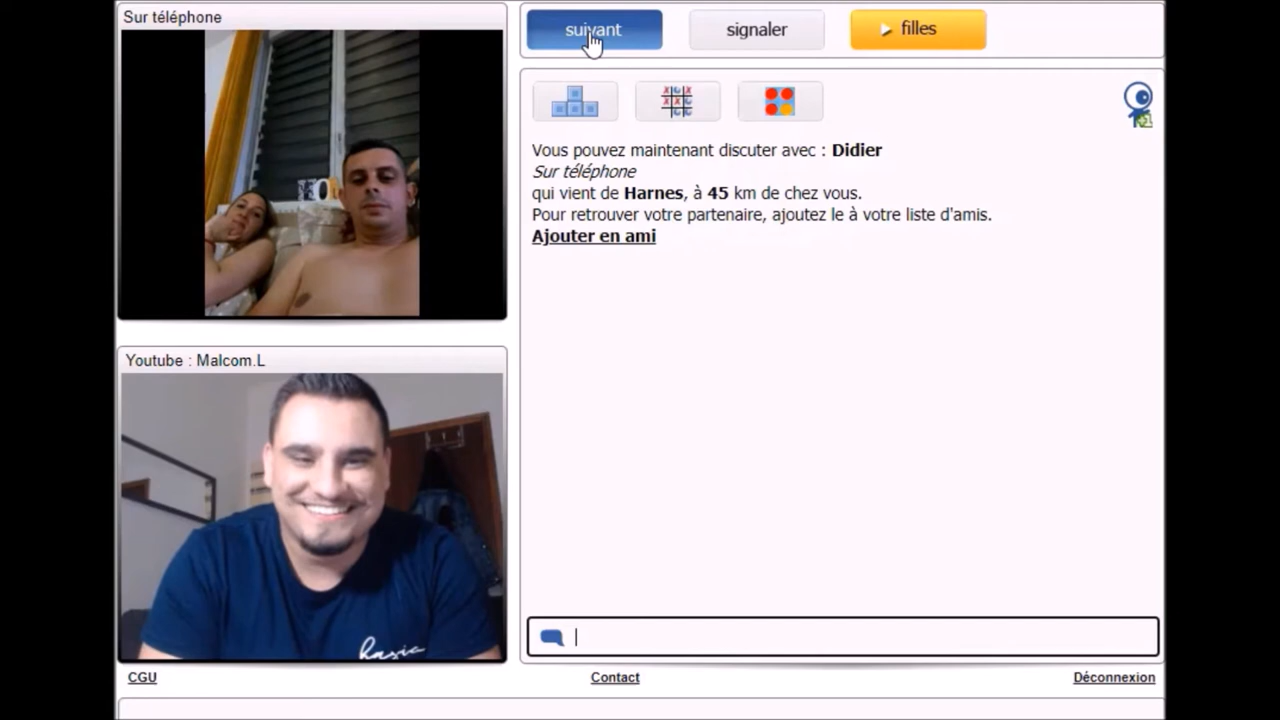 Sur téléphone
suivant
signaler
filles
Vous pouvez maintenant discuter avec : Didier
Sur téléphone
qui vient de Harnes, à 45 km de chez vous.
Pour retrouver votre partenaire, ajoutez le à votre liste d'amis.
Ajouter en ami
Youtube : Malcom.L
basic
CGU
Contact
Déconnexion